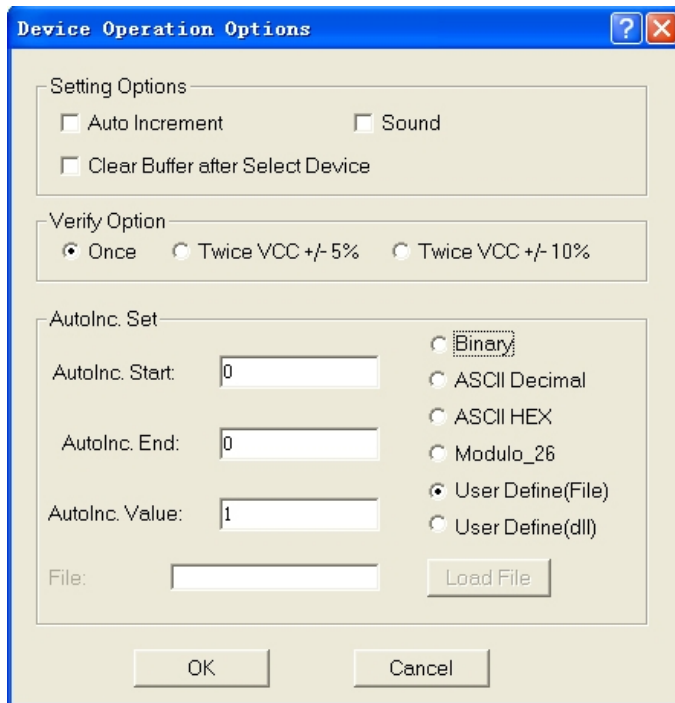 Device Operation Options
Setting Options
Auto Increment Sound
Clear Buffer after Select Device
Verify Option
Once Twice VCC +/- 5% Twice VCC +/- 10%
AutoInc. Set
Binary
AutoInc. Start: 0
ASCII Decimal
ASCII HEX
AutoInc. End: 0
Modulo_26
User Define(File)
AutoInc. Value: 1
User Define(dll)
File: Load File
OK Cancel